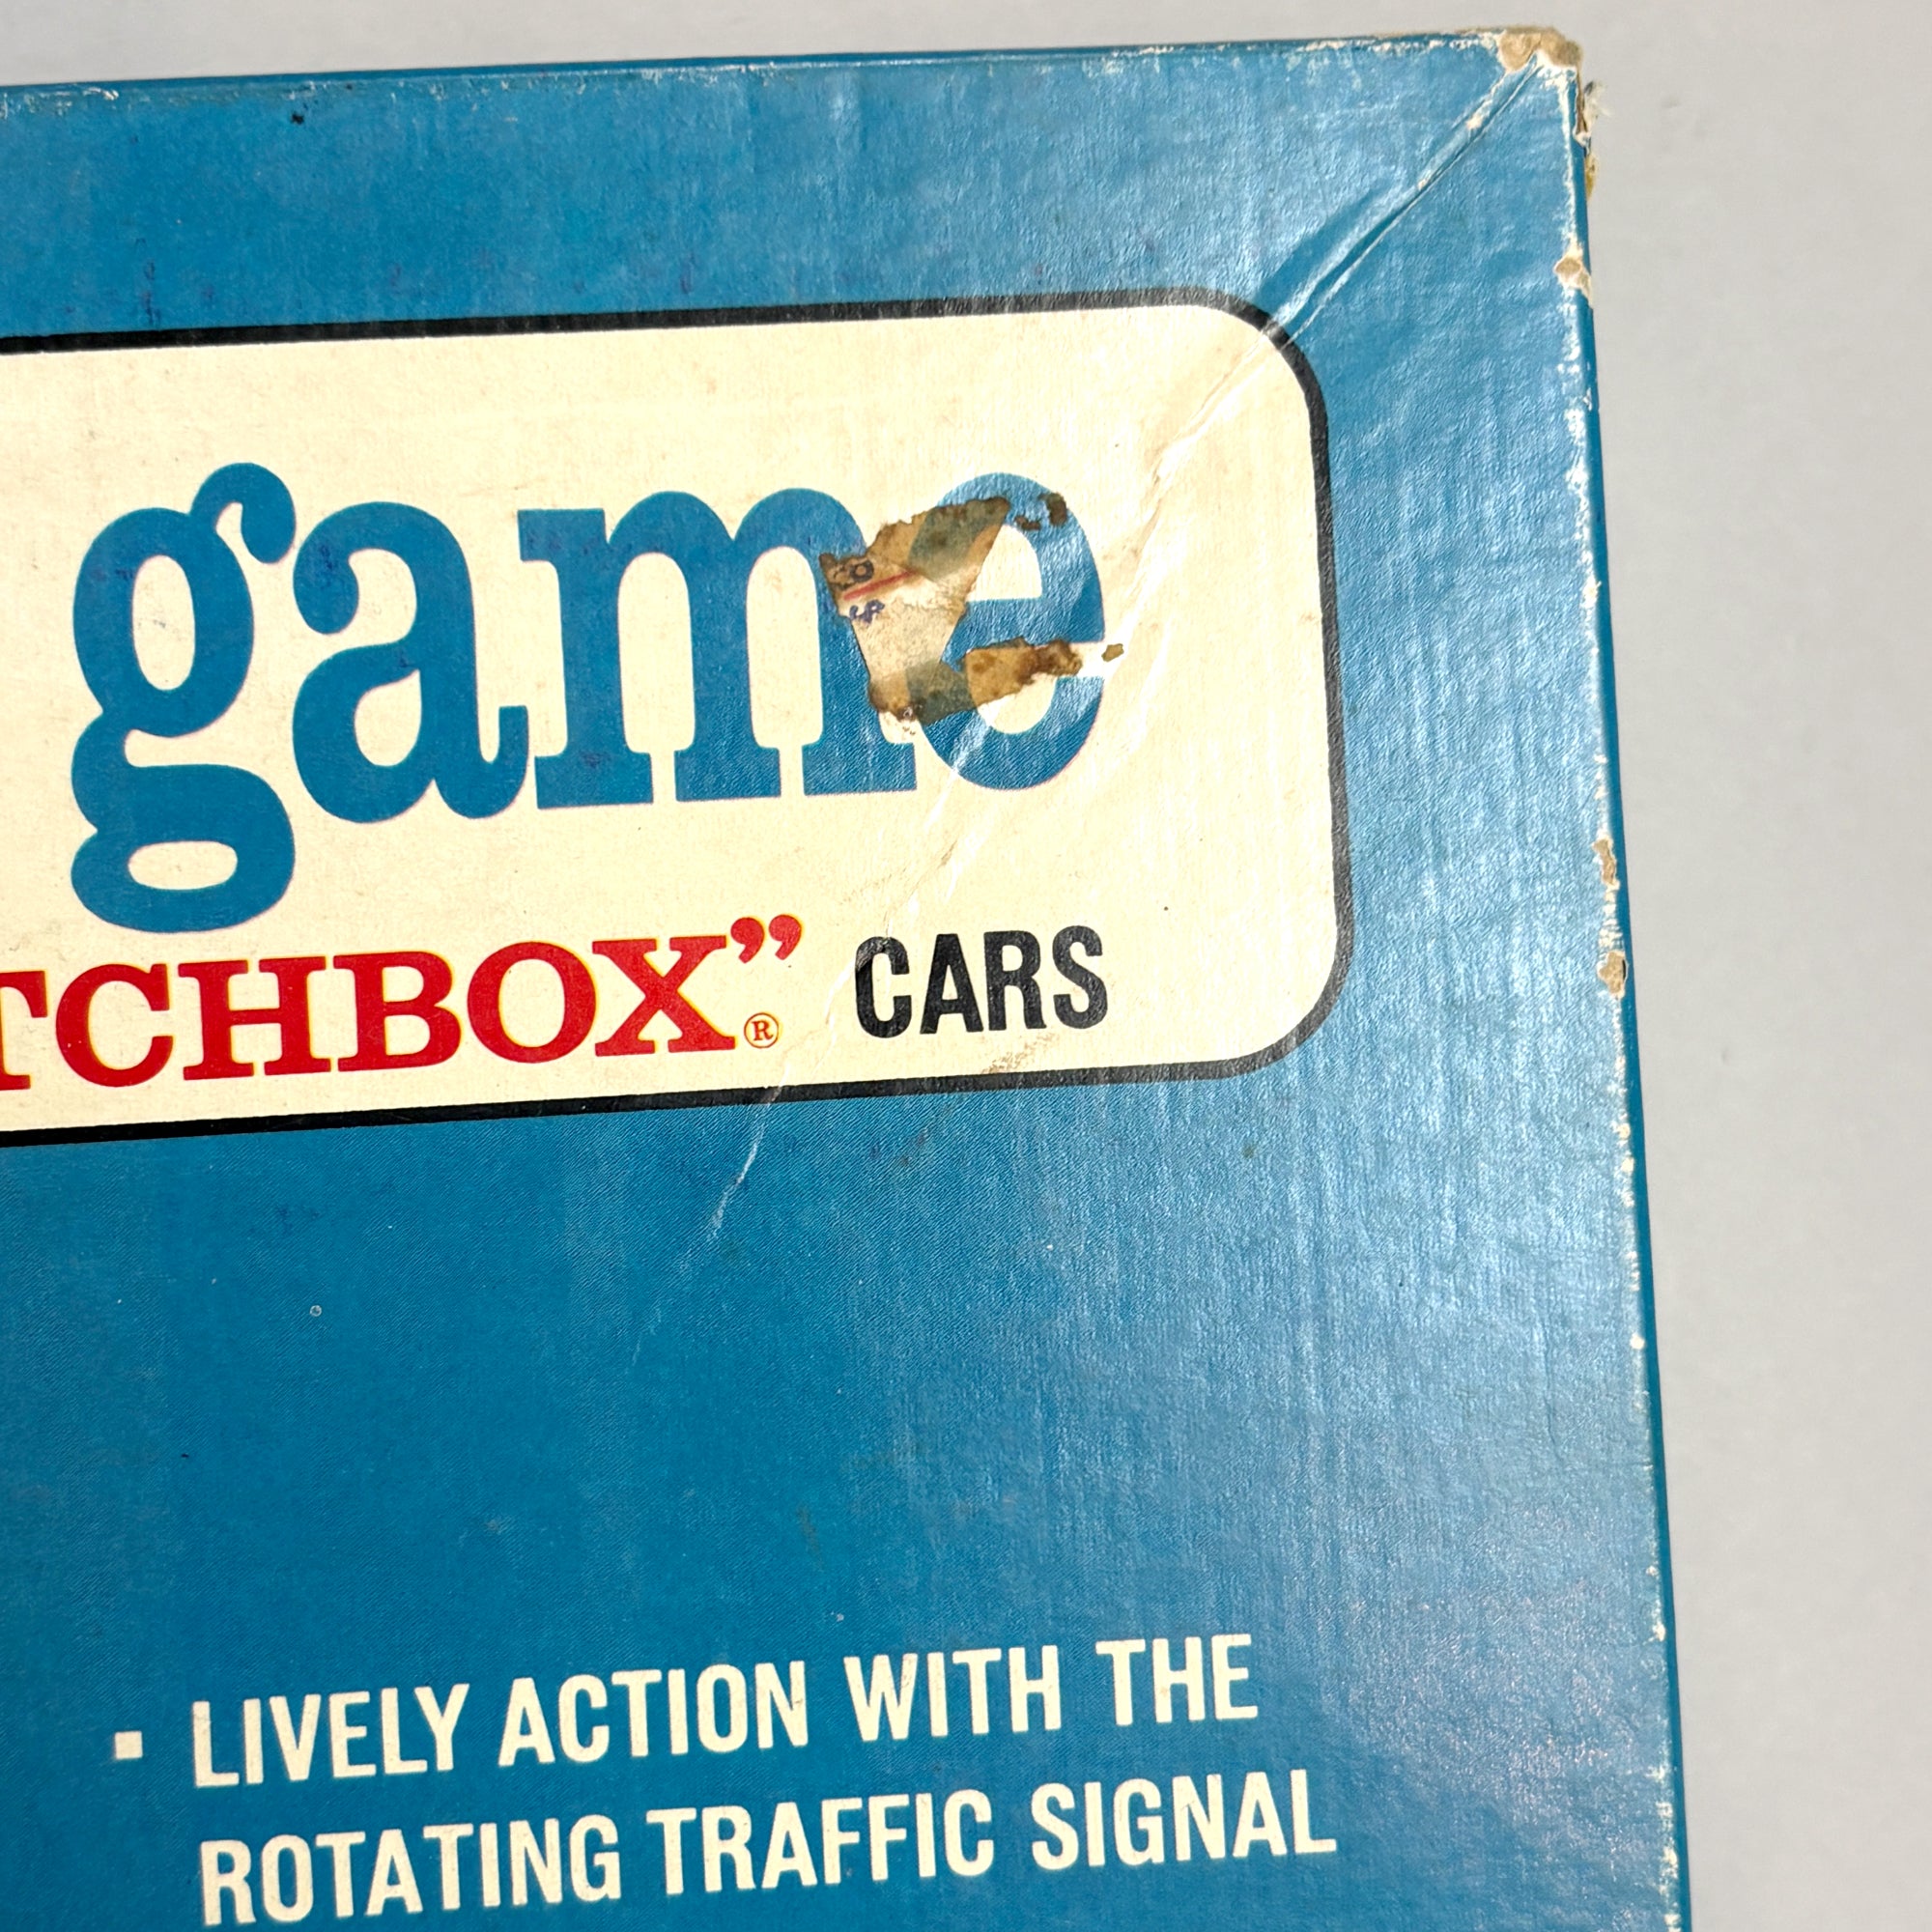 game
TCHBOX”® CARS
▪ LIVELY ACTION WITH THE
ROTATING TRAFFIC SIGNAL